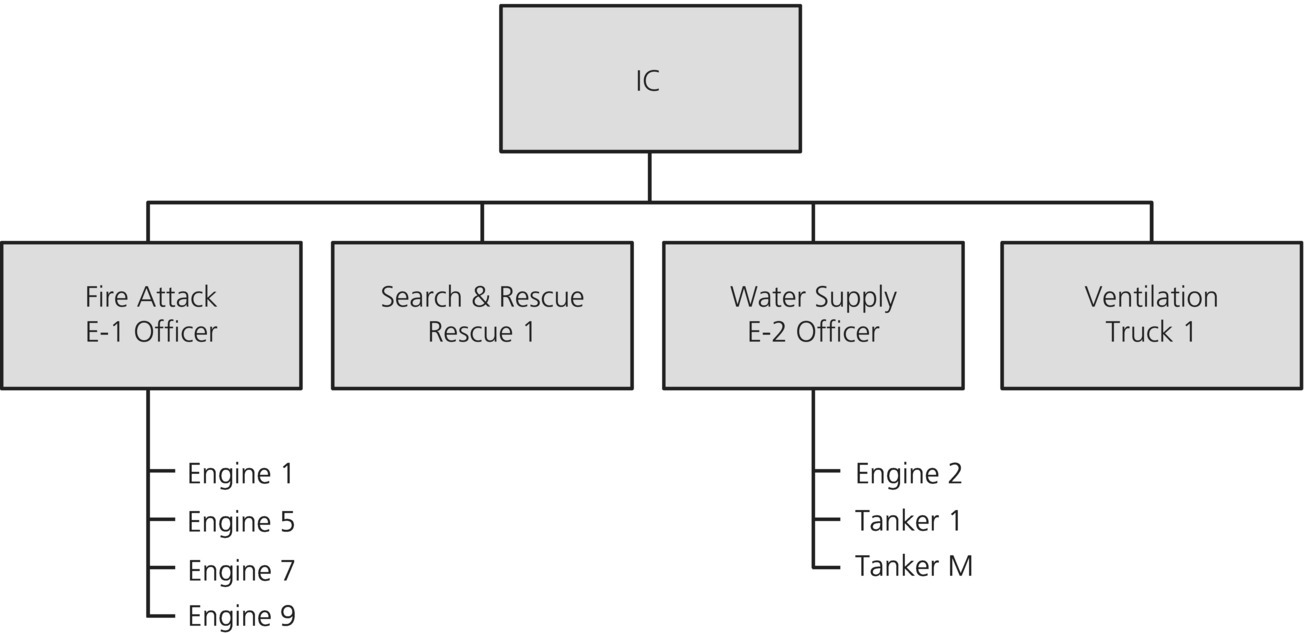 IC
Fire Attack
E-1 Officer
Search & Rescue
Rescue 1
Water Supply
E-2 Officer
Ventilation
Truck 1
Engine 1
Engine 5
Engine 7
Engine 9
Engine 2
Tanker 1
Tanker M